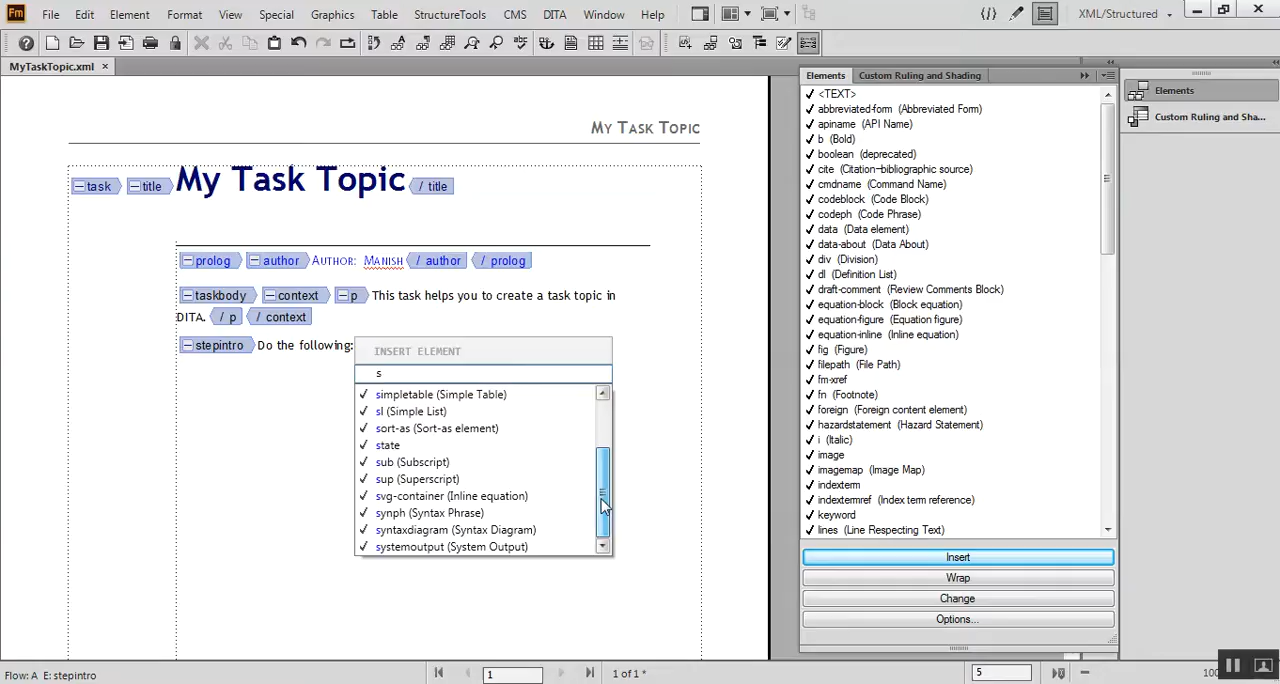 Fm File Edit Element Format View Special Graphics Table StructureTools CMS DITA Window Help XML/Structured
MyTaskTopic.xml ×
MY TASK TOPIC
task title My Task Topic / title
prolog author AUTHOR: MANISH / author / prolog
taskbody context p This task helps you to create a task topic in
DITA. / p / context
stepintro Do the following:
INSERT ELEMENT
s
simpletable (Simple Table)
sl (Simple List)
sort-as (Sort-as element)
state
sub (Subscript)
sup (Superscript)
svg-container (Inline equation)
synph (Syntax Phrase)
syntaxdiagram (Syntax Diagram)
systemoutput (System Output)
Elements Custom Ruling and Shading
<TEXT>
abbreviated-form (Abbreviated Form)
apiname (API Name)
b (Bold)
boolean (deprecated)
cite (Citation-bibliographic source)
cmdname (Command Name)
codeblock (Code Block)
codeph (Code Phrase)
data (Data element)
data-about (Data About)
div (Division)
dl (Definition List)
draft-comment (Review Comments Block)
equation-block (Block equation)
equation-figure (Equation figure)
equation-inline (Inline equation)
fig (Figure)
filepath (File Path)
fm-xref
fn (Footnote)
foreign (Foreign content element)
hazardstatement (Hazard Statement)
i (Italic)
image
imagemap (Image Map)
indexterm
indextermref (Index term reference)
keyword
lines (Line Respecting Text)
Insert
Wrap
Change
Options...
Elements
Custom Ruling and Sha...
Flow: A E: stepintro 1 1 of 1 * 5 100